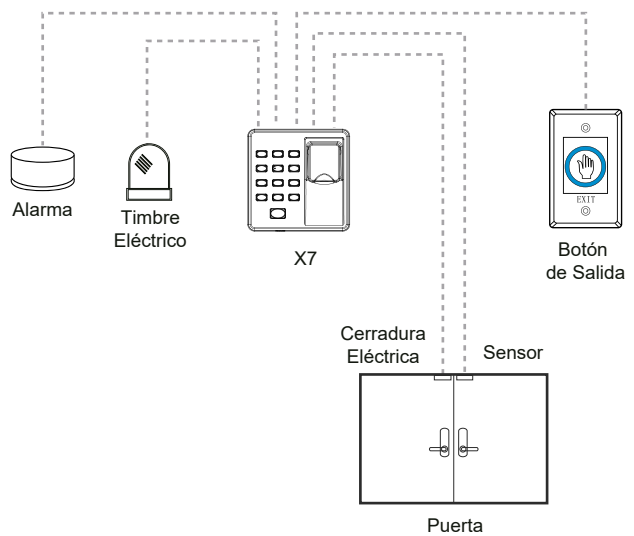 Alarma
Timbre
Eléctrico
X7
EXIT
Botón
de Salida
Cerradura
Eléctrica
Sensor
Puerta